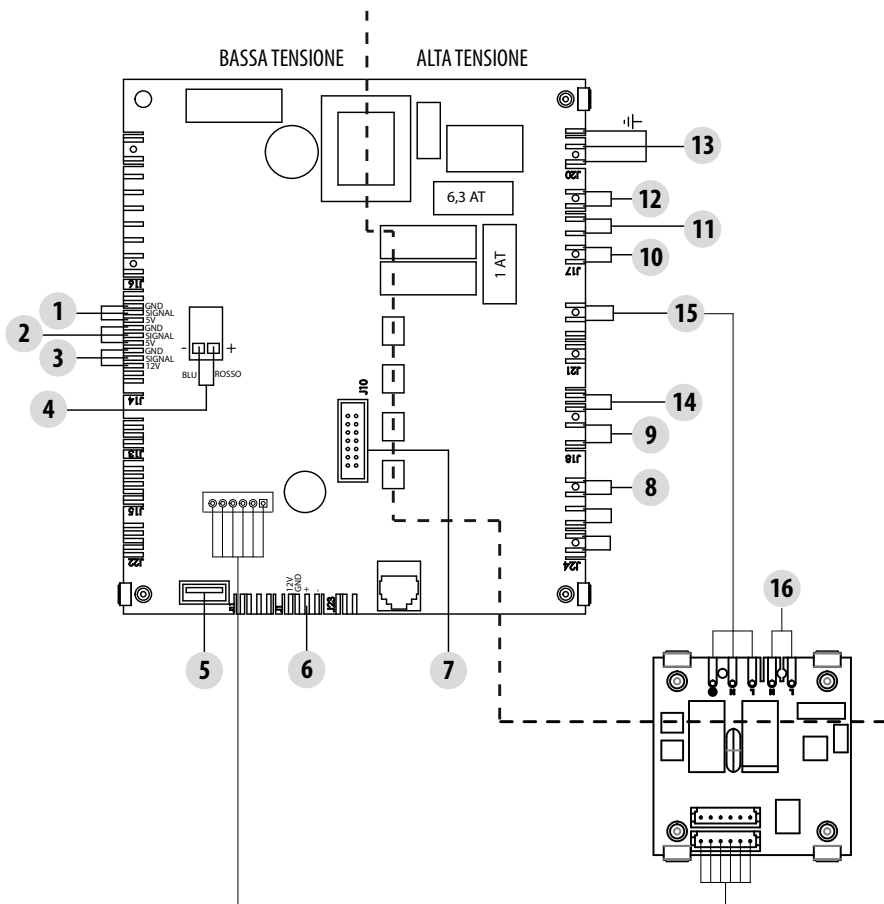 BASSA TENSIONE
ALTA TENSIONE
13
J20
6,3 AT
12
11
1 AT
10
J17
J16
1
GND
SIGNAL
5V
2
GND
SIGNAL
5V
3
GND
SIGNAL
12V
15
- +
BLU
ROSSO
J21
J10
4
J14
14
9
J13
J18
8
J15
J22
J24
12V
GND
+
-
J1
J23
16
5
6
7
N
L
N
L